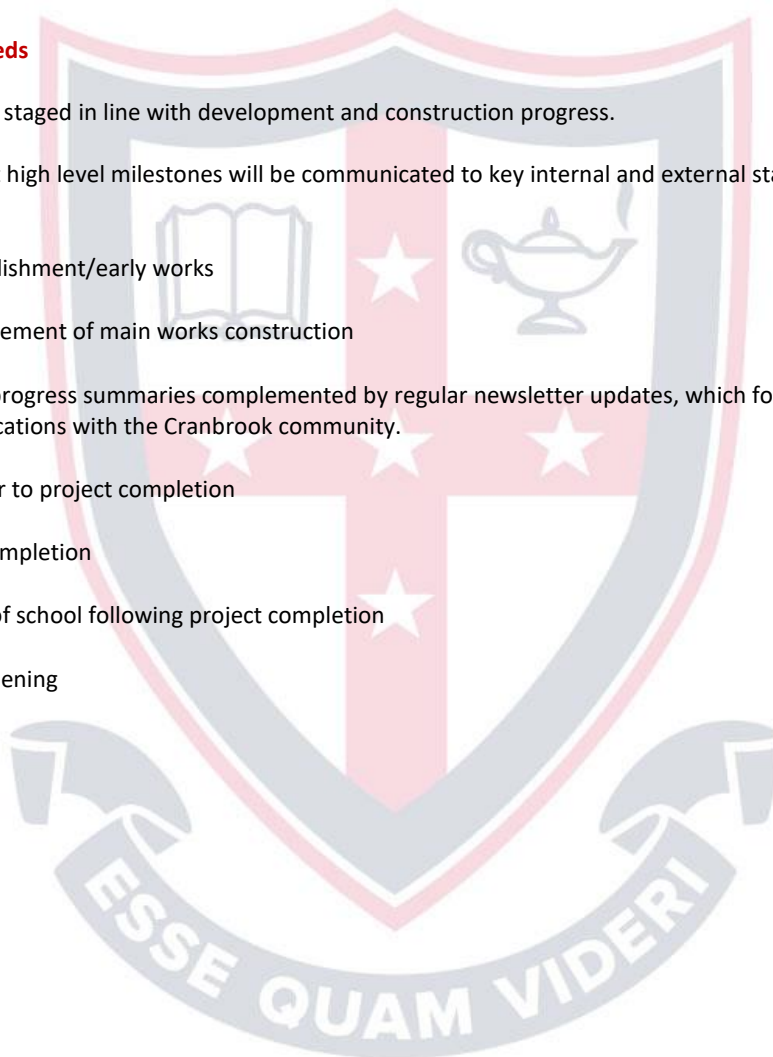 eds
staged in line with development and construction progress.
high level milestones will be communicated to key internal and external sta
lishment/early works
ement of main works construction
rogress summaries complemented by regular newsletter updates, which fo
cations with the Cranbrook community.
r to project completion
mpletion
of school following project completion
ening
ESSE QUAM VIDERI